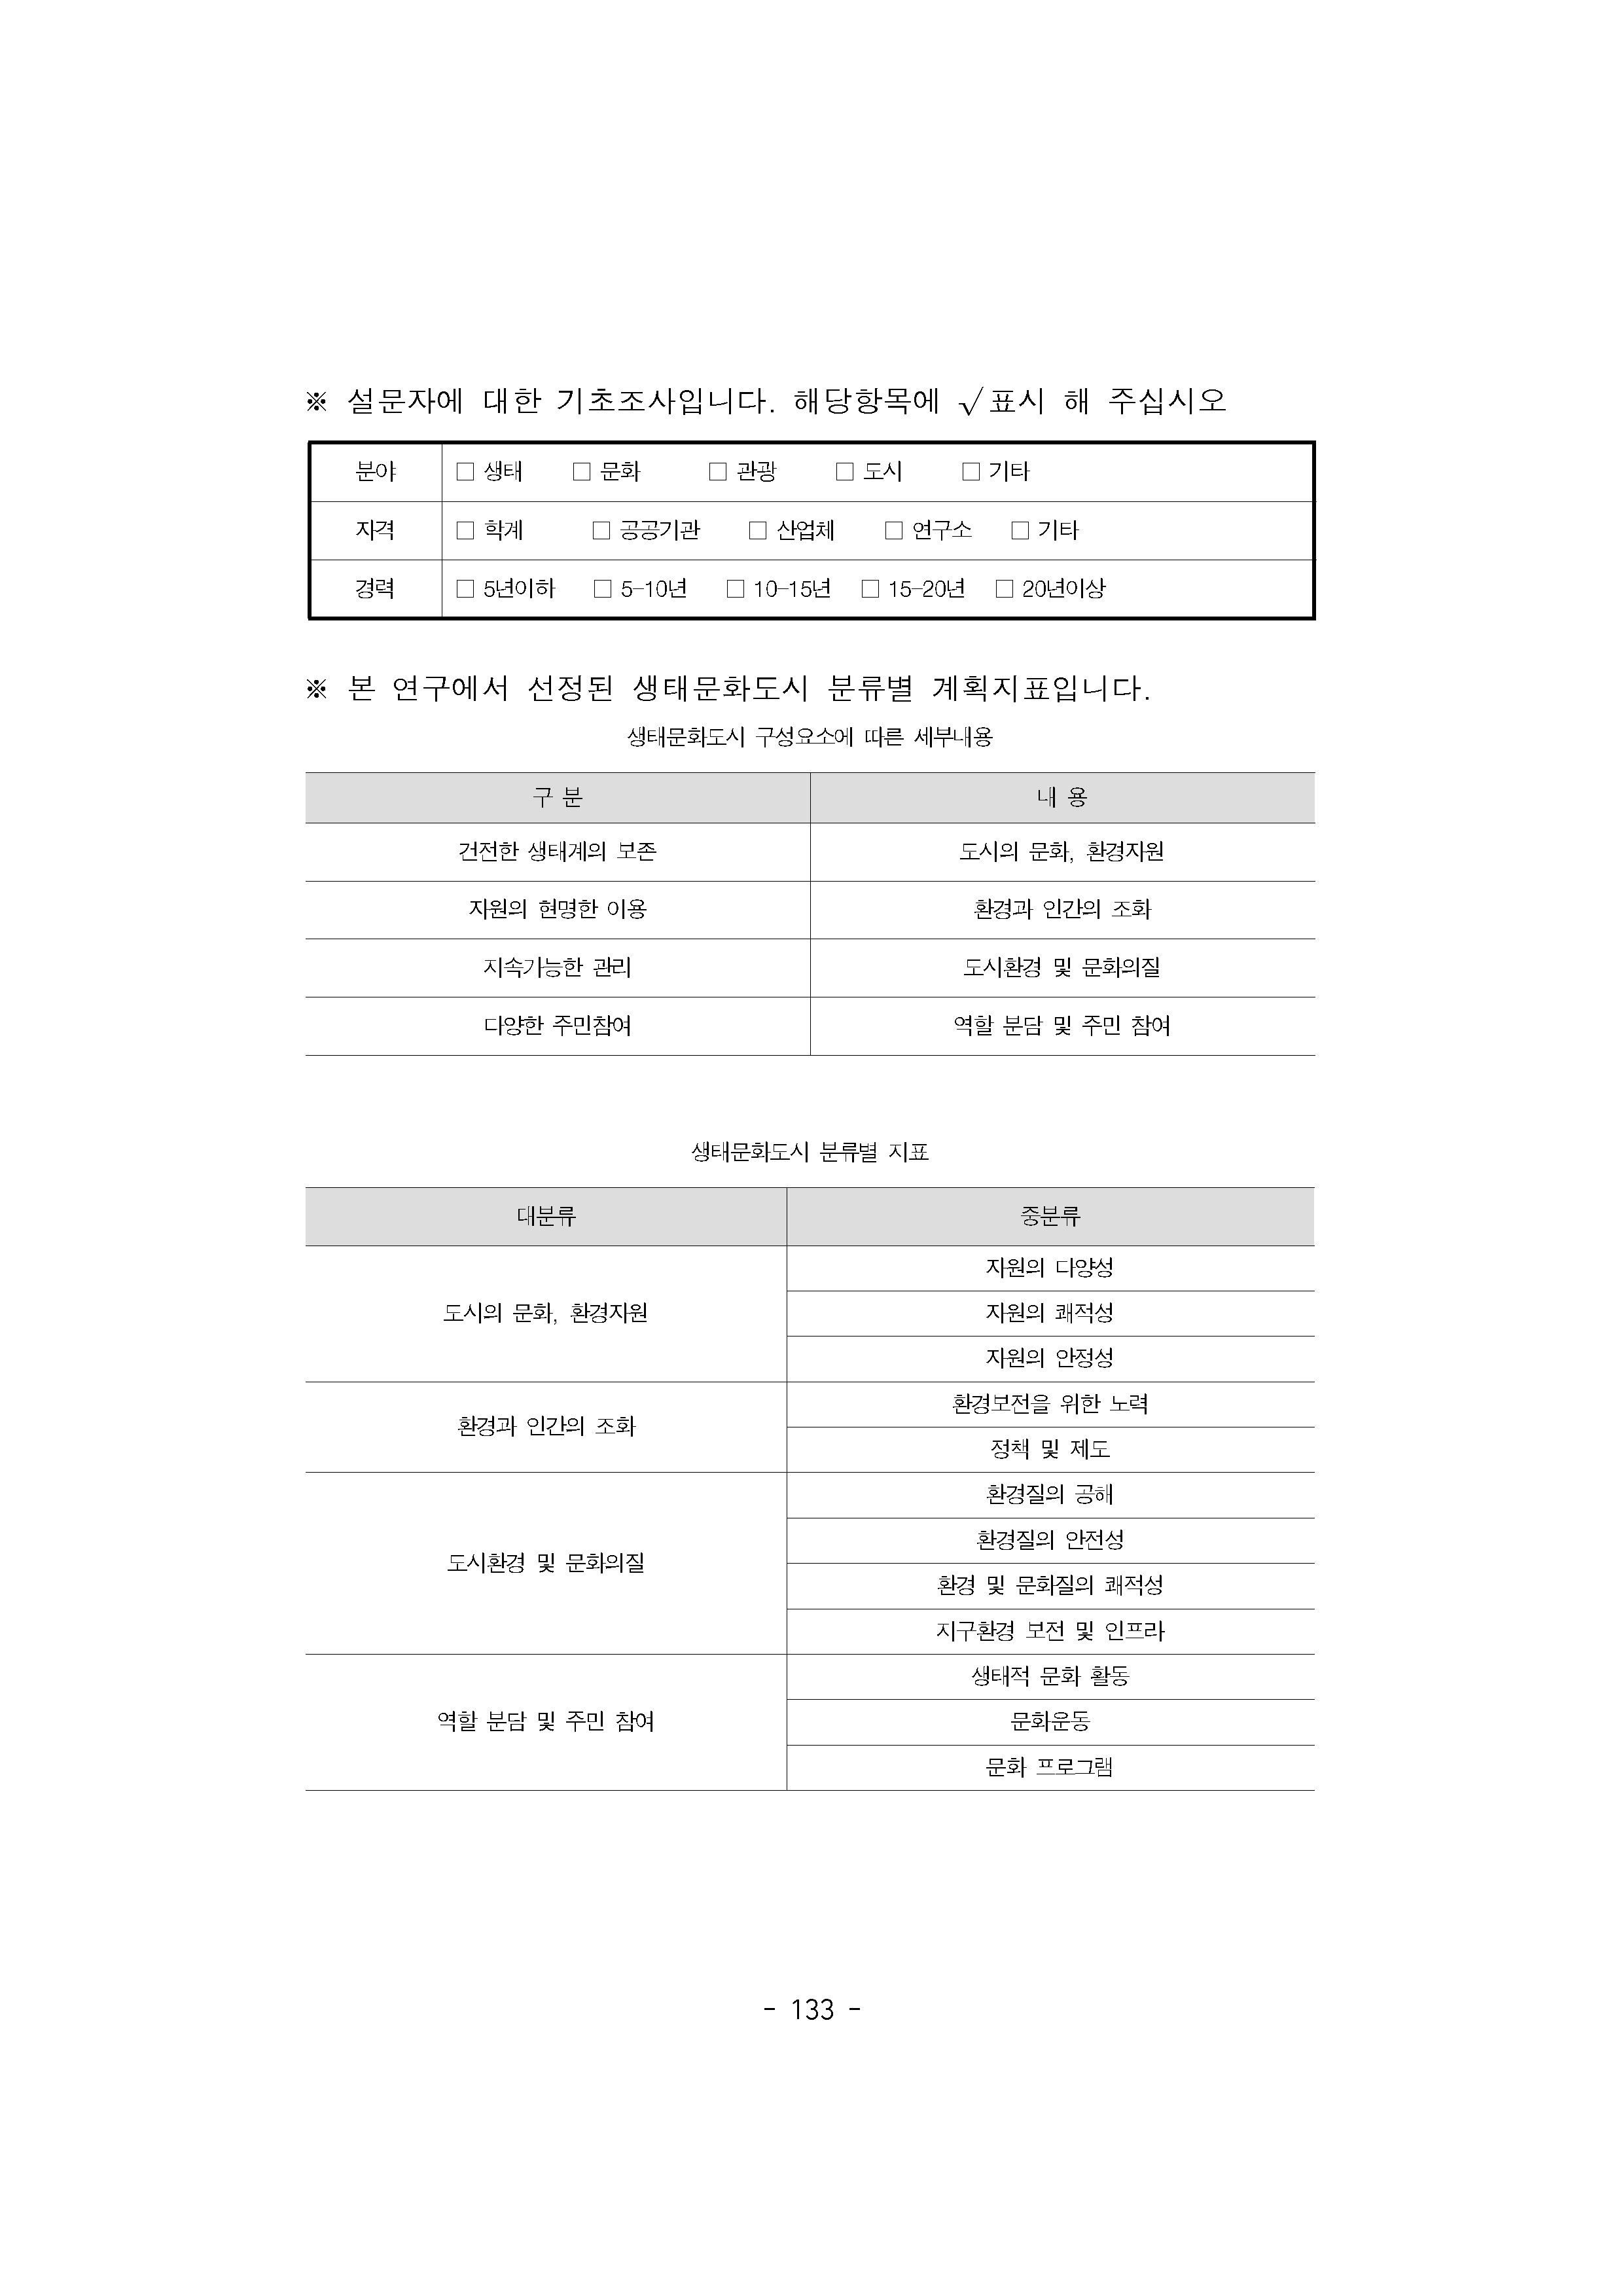 ※ 설문자에 대한 기초조사입니다. 해당항목에 √표시 해 주십시오
분야 □ 생태 □ 문화 □ 관광 □ 도시 □ 기타
자격 □ 학계 □ 공공기관 □ 산업체 □ 연구소 □ 기타
경력 □ 5년이하 □ 5-10년 □ 10-15년 □ 15-20년 □ 20년이상
※ 본 연구에서 선정된 생태문화도시 분류별 계획지표입니다.
생태문화도시 구성요소에 따른 세부내용
구 분 내 용
건전한 생태계의 보존 도시의 문화, 환경자원
자원의 현명한 이용 환경과 인간의 조화
지속가능한 관리 도시환경 및 문화의질
다양한 주민참여 역할 분담 및 주민 참여
생태문화도시 분류별 지표
대분류 중분류
자원의 다양성
도시의 문화, 환경자원 자원의 쾌적성
자원의 안정성
환경보전을 위한 노력
환경과 인간의 조화
정책 및 제도
환경질의 공해
환경질의 안전성
도시환경 및 문화의질
환경 및 문화질의 쾌적성
지구환경 보전 및 인프라
생태적 문화 활동
역할 분담 및 주민 참여 문화운동
문화 프로그램
- 133 -